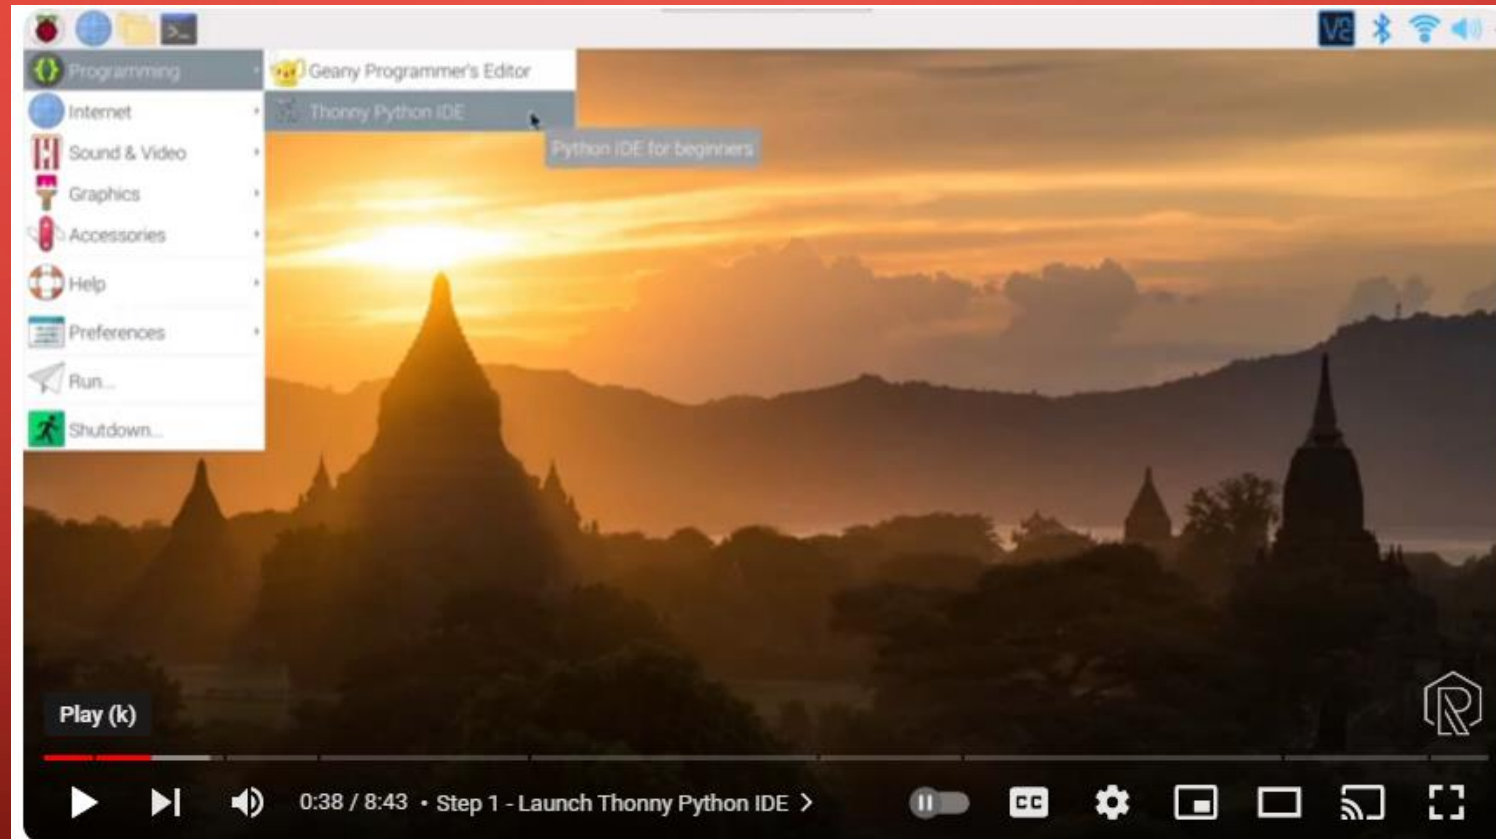 Programming
Geany Programmer's Editor
Internet
Thonny Python IDE
Python IDE for beginners
Sound & Video
Graphics
Accessories
Help
Preferences
Run...
Shutdown...
Play (k)
0:38 / 8:43 • Step 1 - Launch Thonny Python IDE >
CC